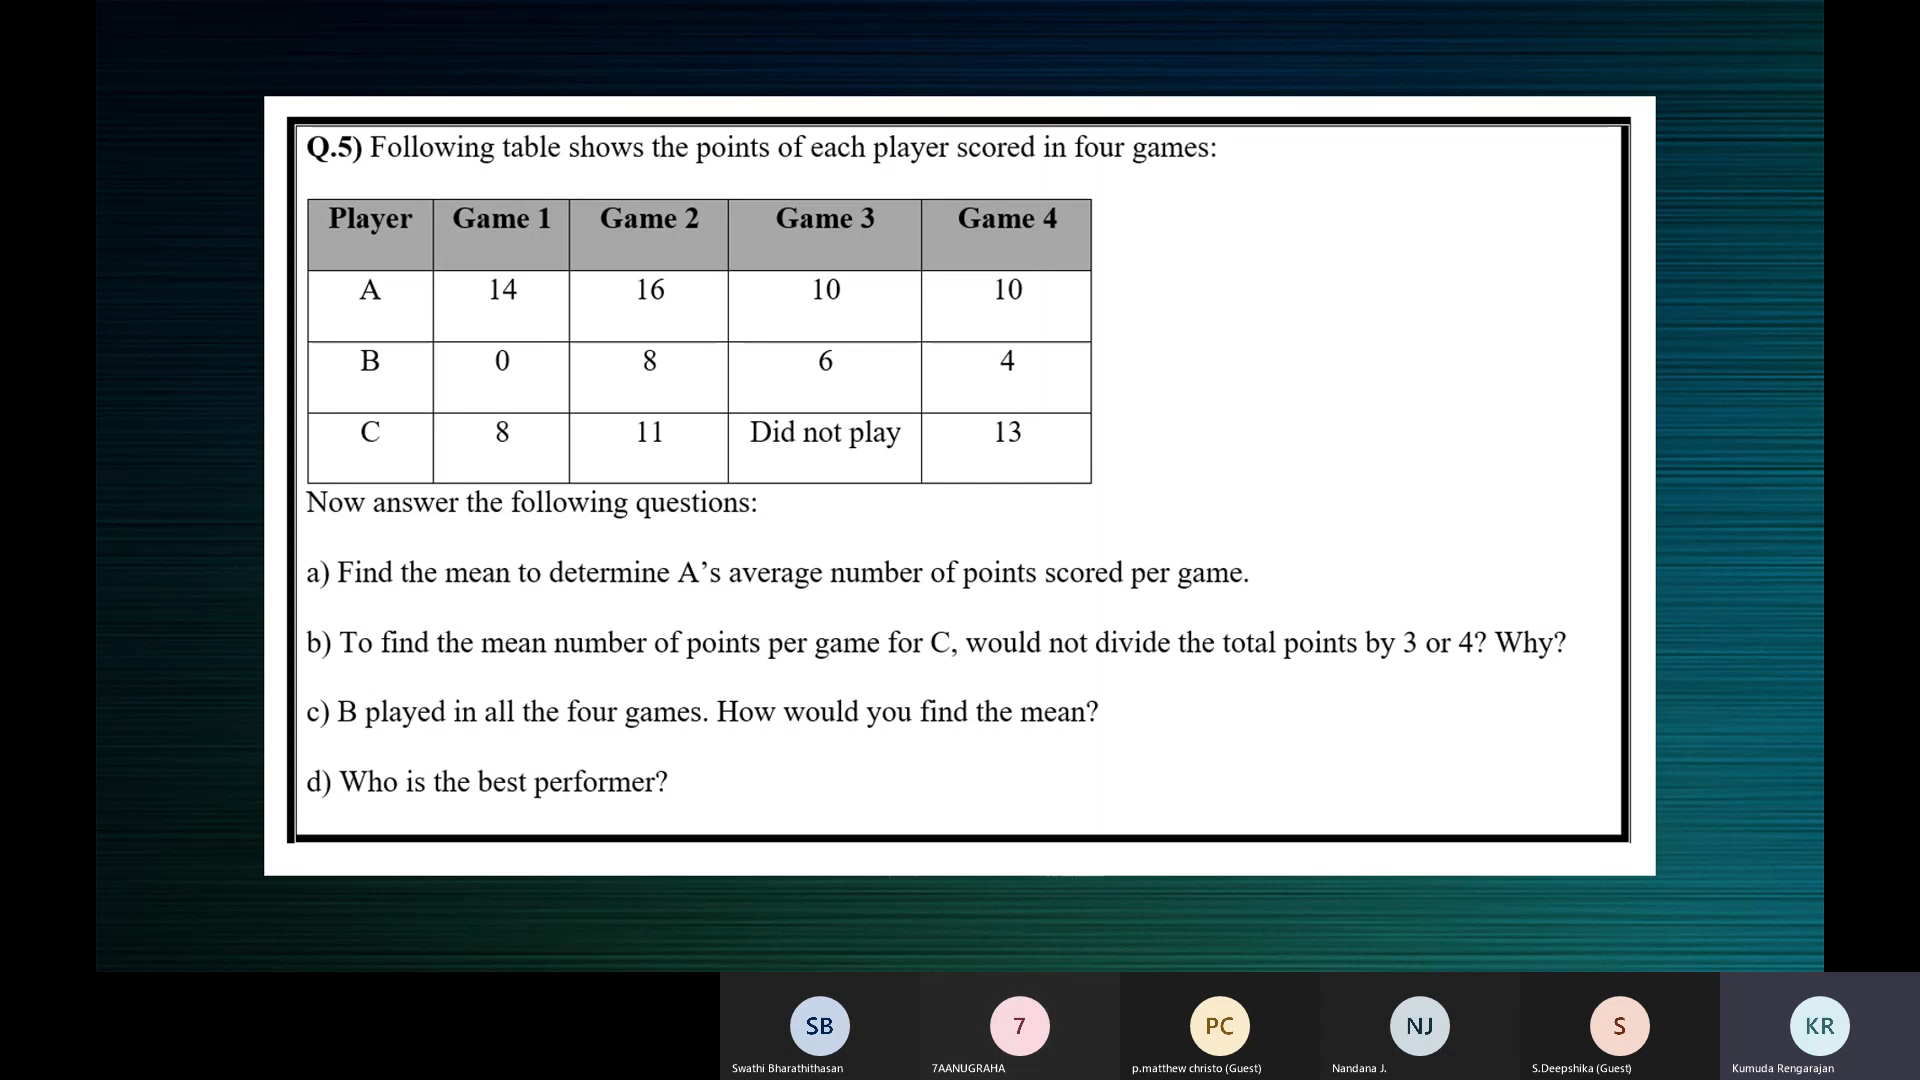 Q.5) Following table shows the points of each player scored in four games:
Player Game 1 Game 2 Game 3 Game 4
A 14 16 10 10
B 0 8 6 4
C 8 11 Did not play 13
Now answer the following questions:
a) Find the mean to determine A’s average number of points scored per game.
b) To find the mean number of points per game for C, would not divide the total points by 3 or 4? Why?
c) B played in all the four games. How would you find the mean?
d) Who is the best performer?
SB 7 PC NJ S KR
Swathi Bharathithasan 7AANUGRAHA p.matthew christo (Guest) Nandana J. S.Deepshika (Guest) Kumuda Rengarajan